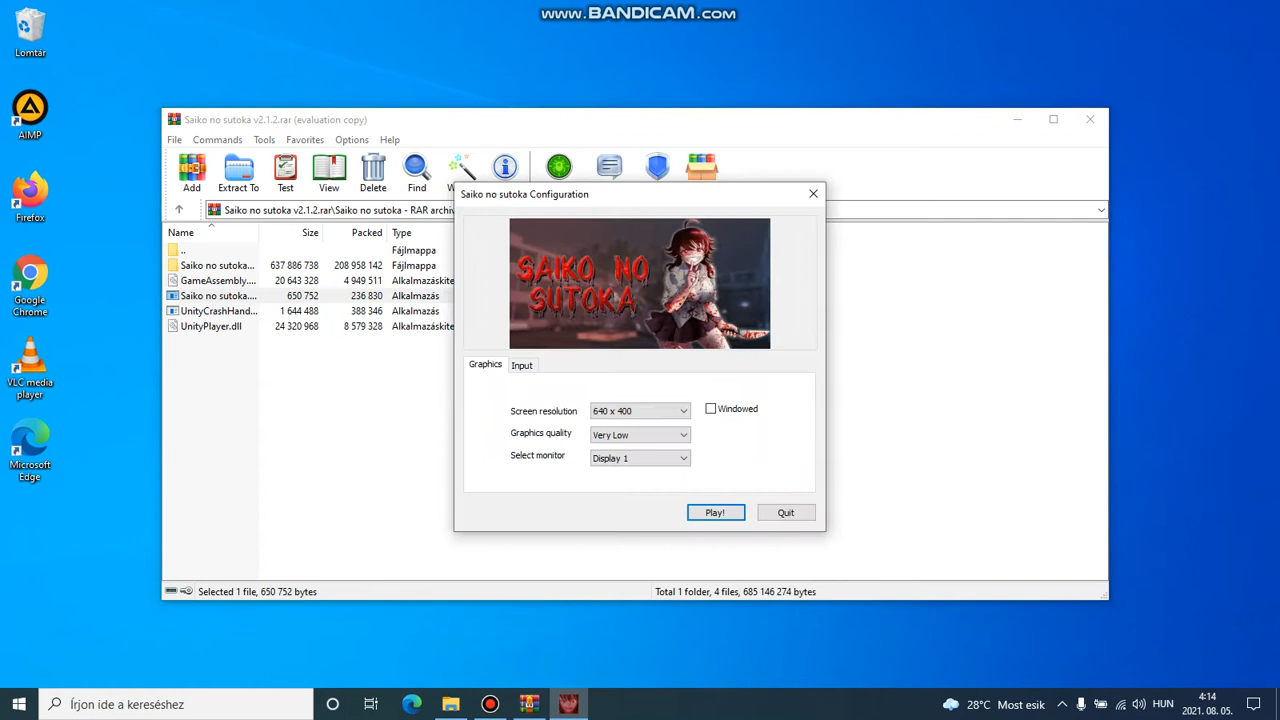 www.BANDICAM.com
Lomtár
AIMP
Firefox
Google
Chrome
VLC media
player
Microsoft
Edge
Saiko no sutoka v2.1.2.rar (evaluation copy)
File Commands Tools Favorites Options Help
Add Extract To Test View Delete Find
Saiko no sutoka v2.1.2.rar\Saiko no sutoka - RAR archiv
Name Size Packed Type
.. Fájlmappa
Saiko no sutoka... 637 886 738 208 958 142 Fájlmappa
GameAssembly.... 20 643 328 4 949 511 Alkalmazáskite
Saiko no sutoka.... 650 752 236 830 Alkalmazás
UnityCrashHand... 1 644 488 388 346 Alkalmazás
UnityPlayer.dll 24 320 968 8 579 328 Alkalmazáskite
Selected 1 file, 650 752 bytes
Total 1 folder, 4 files, 685 146 274 bytes
Saiko no sutoka Configuration
SAIKO NO
SUTOKA
Graphics Input
Screen resolution 640 x 400 Windowed
Graphics quality Very Low
Select monitor Display 1
Play! Quit
Írjon ide a kereséshez
28°C Most esik
HUN
4:14
2021. 08. 05.